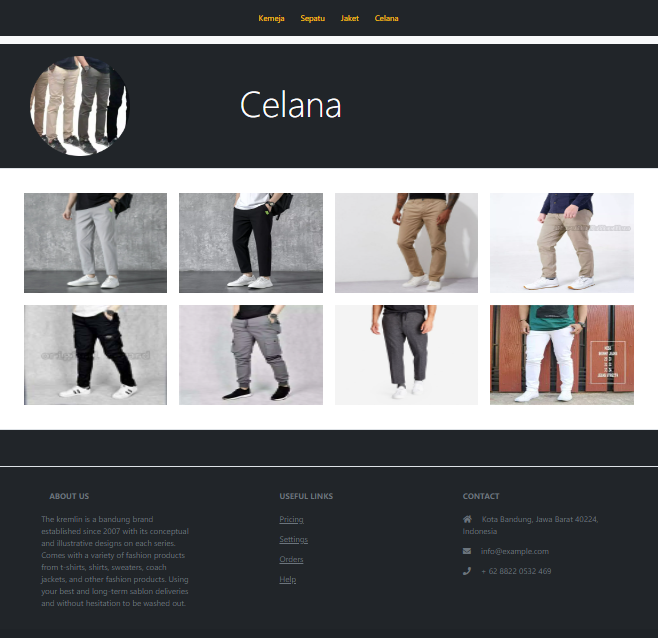 Kemeja Sepatu Jaket Celana
Celana
ABOUT US
The kremlin is a bandung brand
established since 2007 with its conceptual
and illustrative designs on each series.
Comes with a variety of fashion products
from t-shirts, shirts, sweaters, coach
jackets, and other fashion products. Using
your best and long-term sablon deliveries
and without hesitation to be washed out.
USEFUL LINKS
Pricing
Settings
Orders
Help
CONTACT
Kota Bandung, Jawa Barat 40224,
Indonesia
info@example.com
+ 62 8822 0532 469